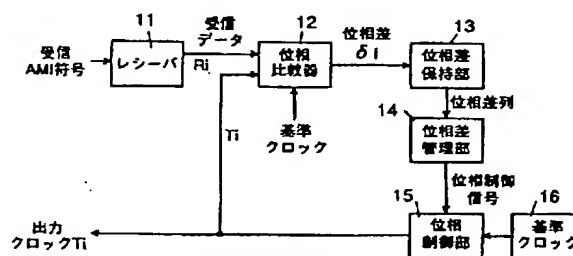 受信
AMI符号
11
レシーバ
受信
データ
Ri
12
位相
比較器
基準
クロック
位相差
δi
13
位相差
保持部
位相差列
14
位相差
管理部
位相制御
信号
15
位相
制御部
16
基準
クロック
Ti
出力
クロックTi